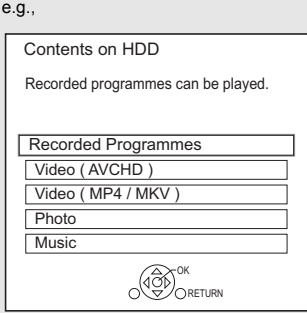 e.g.,
Contents on HDD
Recorded programmes can be played.
Recorded Programmes
Video ( AVCHD )
Video ( MP4 / MKV )
Photo
Music
OK
RETURN